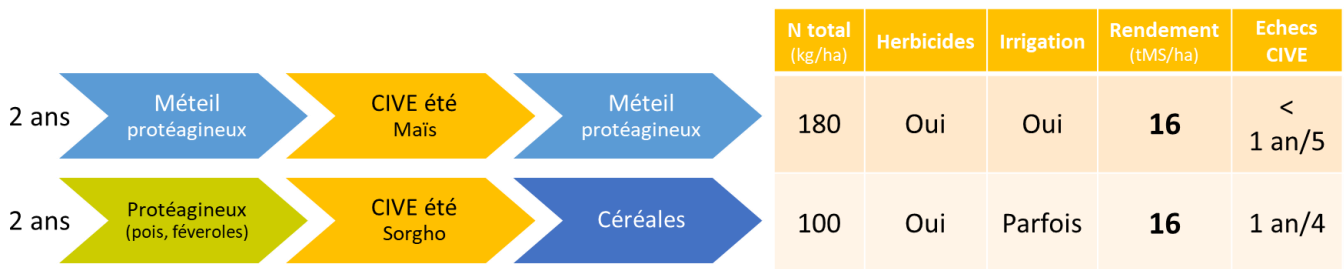 N total
(kg/ha)
Herbicides
Irrigation
Rendement
(tMS/ha)
Echecs
CIVE
2 ans
Méteil
protéagineux
CIVE été
Maïs
Méteil
protéagineux
180
Oui
Oui
16
<
1 an/5
2 ans
Protéagineux
(pois, féveroles)
CIVE été
Sorgho
Céréales
100
Oui
Parfois
16
1 an/4